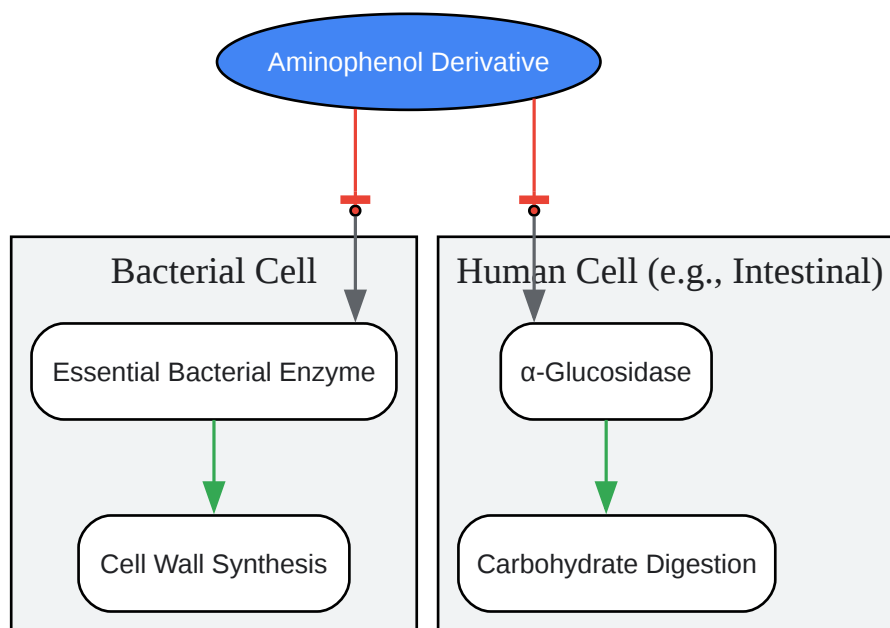 Aminophenol Derivative
Bacterial Cell
Human Cell (e.g., Intestinal)
Essential Bacterial Enzyme
α-Glucosidase
Cell Wall Synthesis
Carbohydrate Digestion